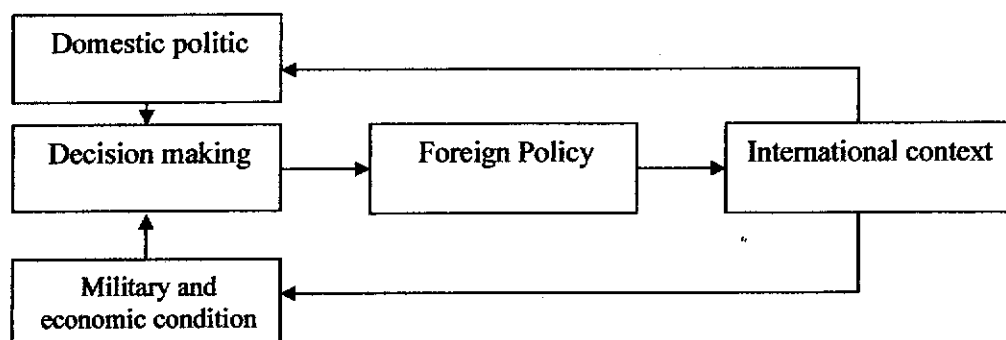 Domestic politic
Decision making
Foreign Policy
International context
Military and
economic condition